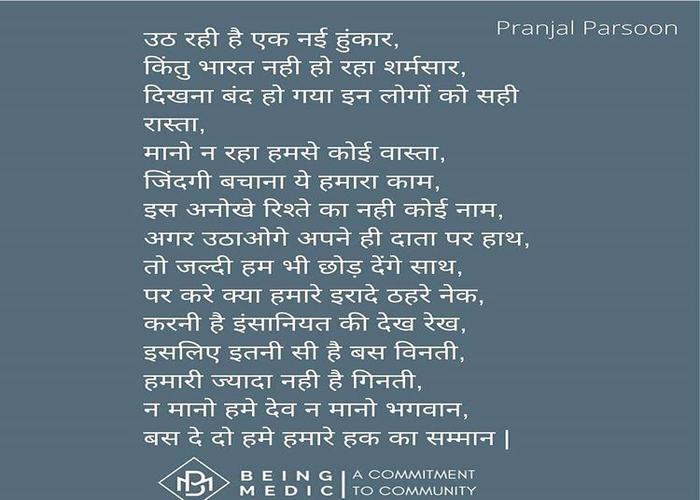 Pranjal Parsoon
उठ रही है एक नई हुंकार,
किंतु भारत नही हो रहा शर्मसार,
दिखना बंद हो गया इन लोगों को सही
रास्ता,
मानो न रहा हमसे कोई वास्ता,
जिंदगी बचाना ये हमारा काम,
इस अनोखे रिश्ते का नही कोई नाम,
अगर उठाओगे अपने ही दाता पर हाथ,
तो जल्दी हम भी छोड़ देंगे साथ,
पर करे क्या हमारे इरादे ठहरे नेक,
करनी है इंसानियत की देख रेख,
इसलिए इतनी सी है बस विनती,
हमारी ज्यादा नही है गिनती,
न मानो हमे देव न मानो भगवान,
बस दे दो हमे हमारे हक का सम्मान |
BEING MEDIC
A COMMITMENT
TO COMMUNITY